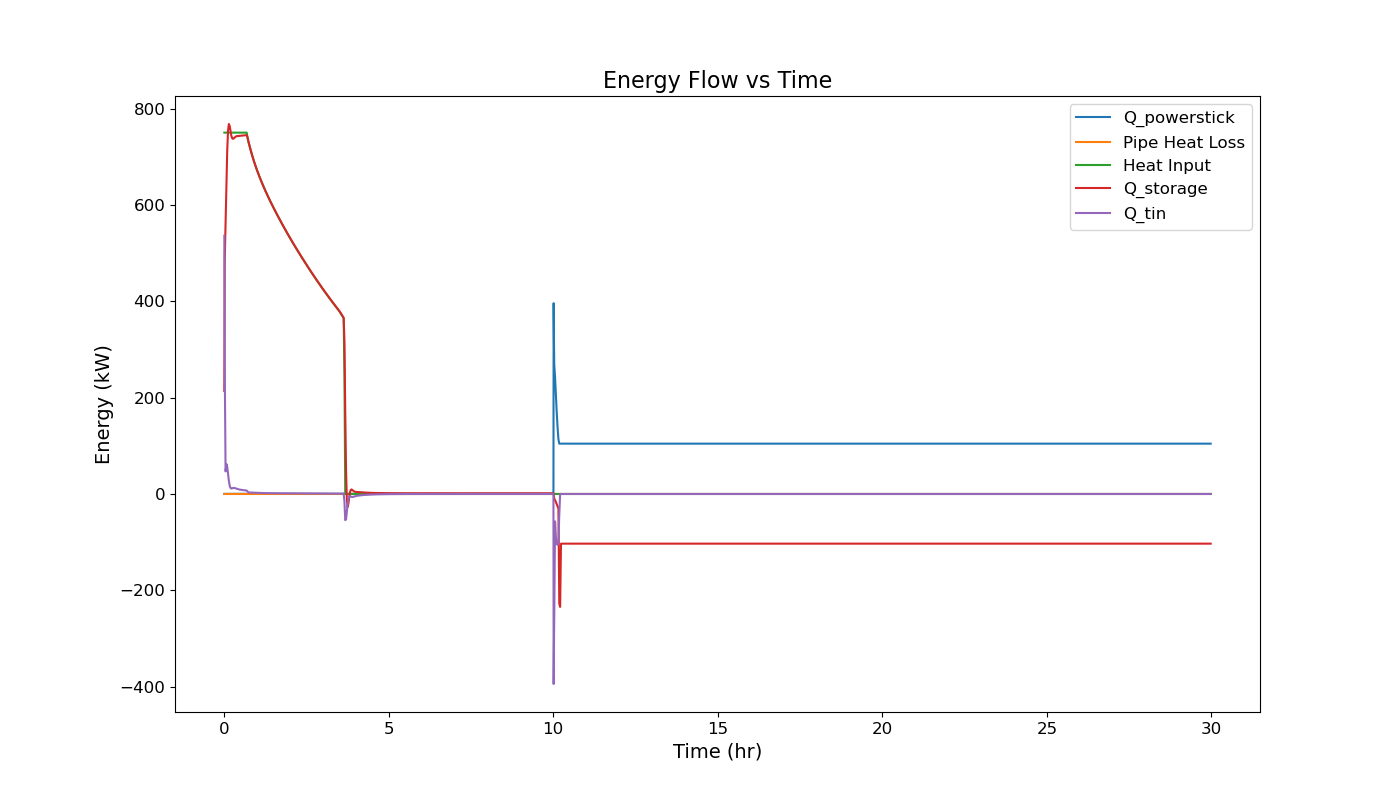 Energy Flow vs Time
Energy (kW)
800
600
400
200
0
−200
−400
Q_powerstick
Pipe Heat Loss
Heat Input
Q_storage
Q_tin
0
5
10
15
20
25
30
Time (hr)